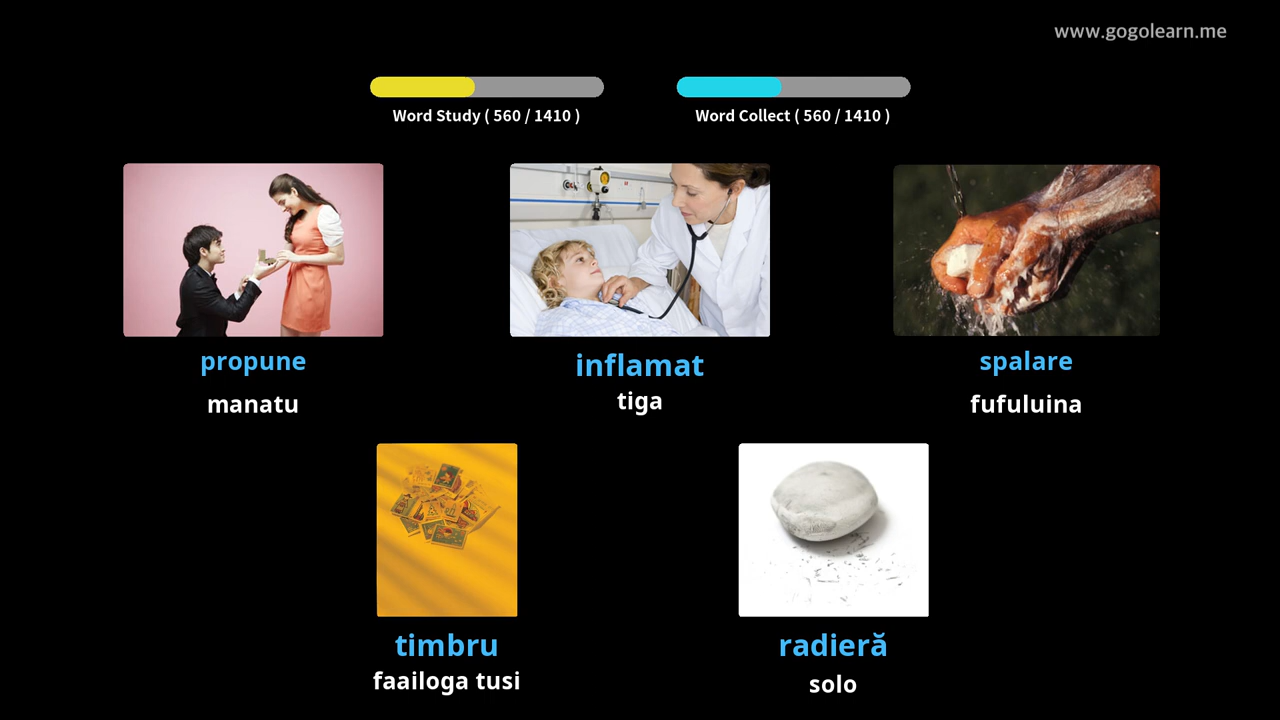 www.gogolearn.me
Word Study ( 560 / 1410 )
Word Collect ( 560 / 1410 )
propune
manatu
inflamat
tiga
spalare
fufuluina
timbru
faailoga tusi
radieră
solo